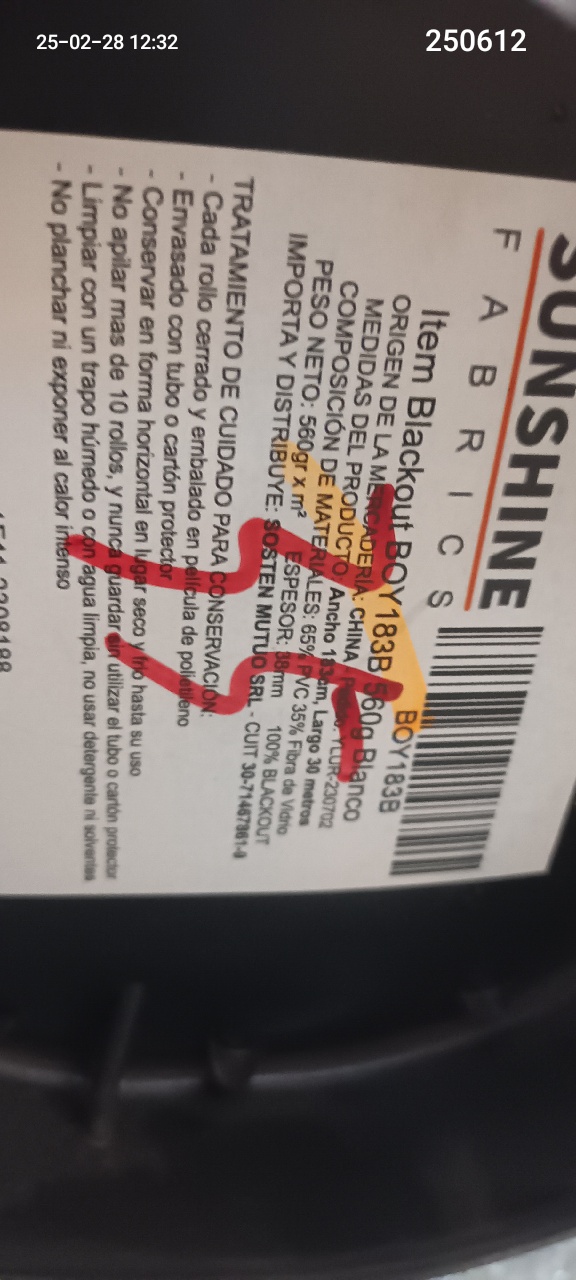 25-02-28 12:32
250612
SUNSHINE
FABRICS
BOY183B
Item Blackout BOY183B 560g Blanco
ORIGEN DE LA MERCADERIA: CHINA YLUR-230702
MEDIDAS DEL PRODUCTO: Ancho 183cm, Largo 30 metros
COMPOSICIÓN DE MATERIALES: 65% PVC 35% Fibra de Vidrio
PESO NETO: 560gr x m² ESPESOR: 38mm 100% BLACKOUT
IMPORTA Y DISTRIBUYE: SOSTEN MUTUO SRL - CUIT
TRATAMIENTO DE CUIDADO PARA CONSERVACIÓN:
- Cada rollo cerrado y embalado en película de polietileno
- Envasado con tubo o cartón protector
- Conservar en forma horizontal en lugar seco y frio hasta su uso
- No apilar mas de 10 rollos, y nunca guardar sin utilizar el tubo o cartón protector
- Limpiar con un trapo húmedo o con agua limpia, no usar detergente ni solventes
- No planchar ni exponer al calor intenso